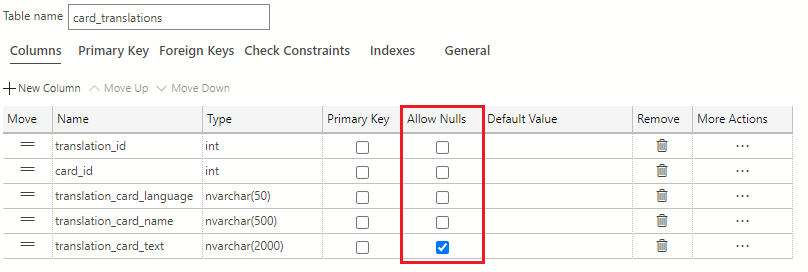 Table name card_translations
Columns Primary Key Foreign Keys Check Constraints Indexes General
New Column Move Up Move Down
Move Name Type Primary Key Allow Nulls Default Value Remove More Actions
translation_id int
card_id int
translation_card_language nvarchar(50)
translation_card_name nvarchar(500)
translation_card_text nvarchar(2000)